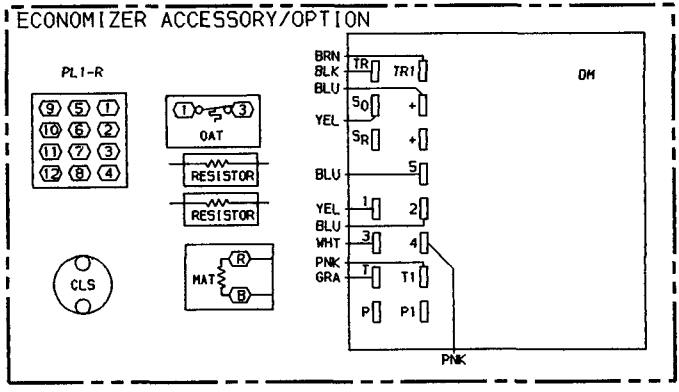 ECONOMIZER ACCESSORY/OPTION
PL1-R
9 5 1
10 6 2
11 7 3
12 8 4
1 3
OAT
RESISTOR
RESISTOR
MAT R
B
CLS
DM
BRN
BLK TR TR1
BLU
SO +
YEL
SR +
BLU 5
YEL 1 2
BLU
WHT 3 4
PNK
GRA T T1
P P1
PNK